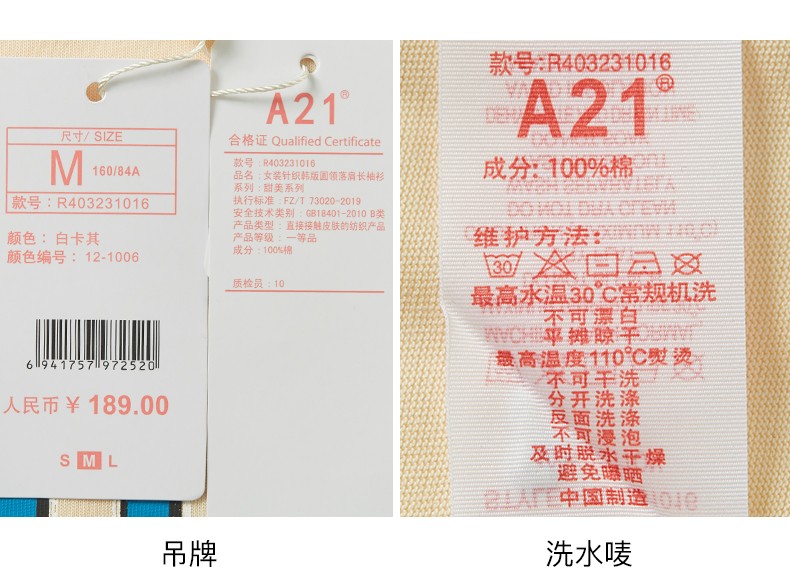 尺寸/ SIZE
M 160/84A
款号：R403231016
颜色：白卡其
颜色编号：12-1006
6 941757 972520
人民币 ¥ 189.00
S M L
A21®
合格证 Qualified Certificate
款号：R403231016
品名：女装针织韩版圆领落肩长袖衫
系列：甜美系列
执行标准：FZ/T 73020-2019
安全技术类别：GB18401-2010 B类
产品类型：直接接触皮肤的纺织产品
产品等级：一等品
成分：100%棉
质检员：10
款号:R403231016
A21®
成分: 100%棉
维护方法:
30
最高水温30°C常规机洗
不可漂白
平摊晾干
最高温度110°C熨烫
不可干洗
分开洗涤
反面洗涤
不可浸泡
及时脱水干燥
避免曝晒
中国制造
吊牌
洗水唛